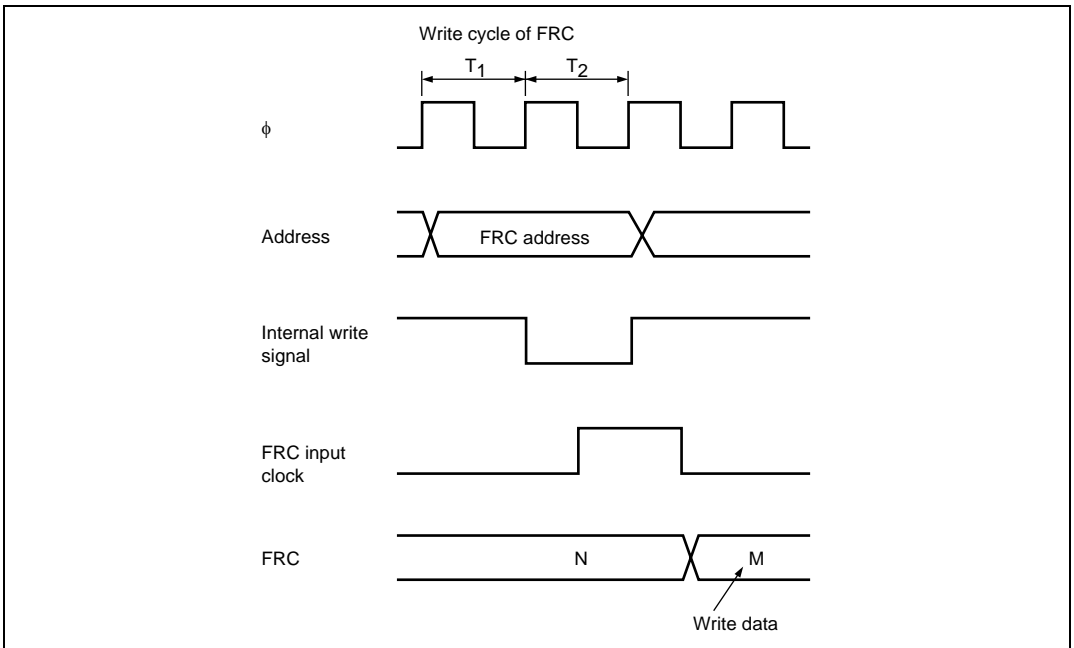 Write cycle of FRC
T1 T2
ϕ
Address FRC address
Internal write
signal
FRC input
clock
FRC N M
Write data